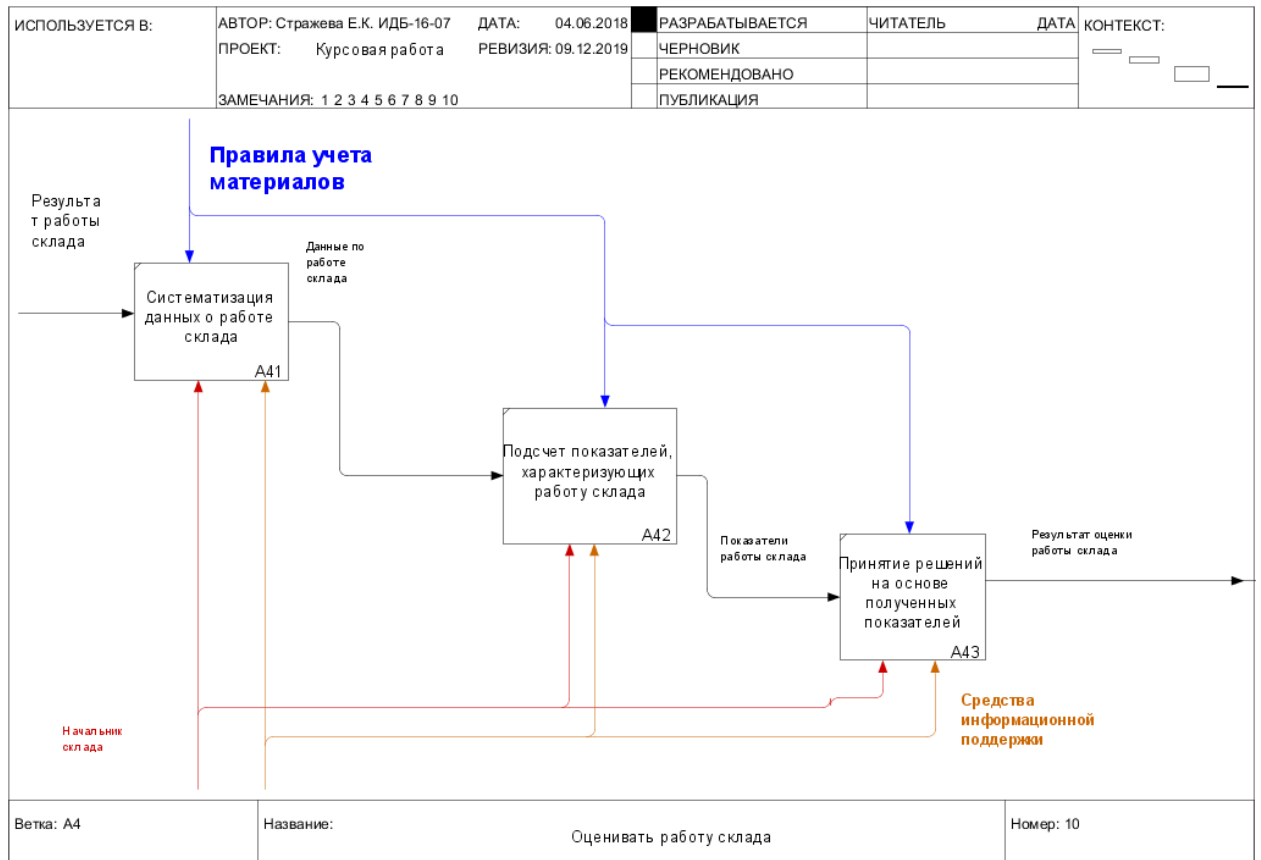 ИСПОЛЬЗУЕТСЯ В:
АВТОР: Стражева Е.К. ИДБ-16-07
ДАТА: 04.06.2018
РАЗРАБАТЫВАЕТСЯ
ЧИТАТЕЛЬ
ДАТА
КОНТЕКСТ:
ПРОЕКТ: Курсовая работа
РЕВИЗИЯ: 09.12.2019
ЧЕРНОВИК
РЕКОМЕНДОВАНО
ЗАМЕЧАНИЯ: 1 2 3 4 5 6 7 8 9 10
ПУБЛИКАЦИЯ
Правила учета
материалов
Результа
т работы
склада
Данные по
работе
склада
Систематизация
данных о работе
склада
A41
Подсчет показателей,
характеризующих
работу склада
A42
Показатели
работы склада
Результат оценки
работы склада
Принятие решений
на основе
полученных
показателей
A43
Средства
информационной
поддержки
Начальник
склада
Ветка: A4
Название:
Оценивать работу склада
Номер: 10